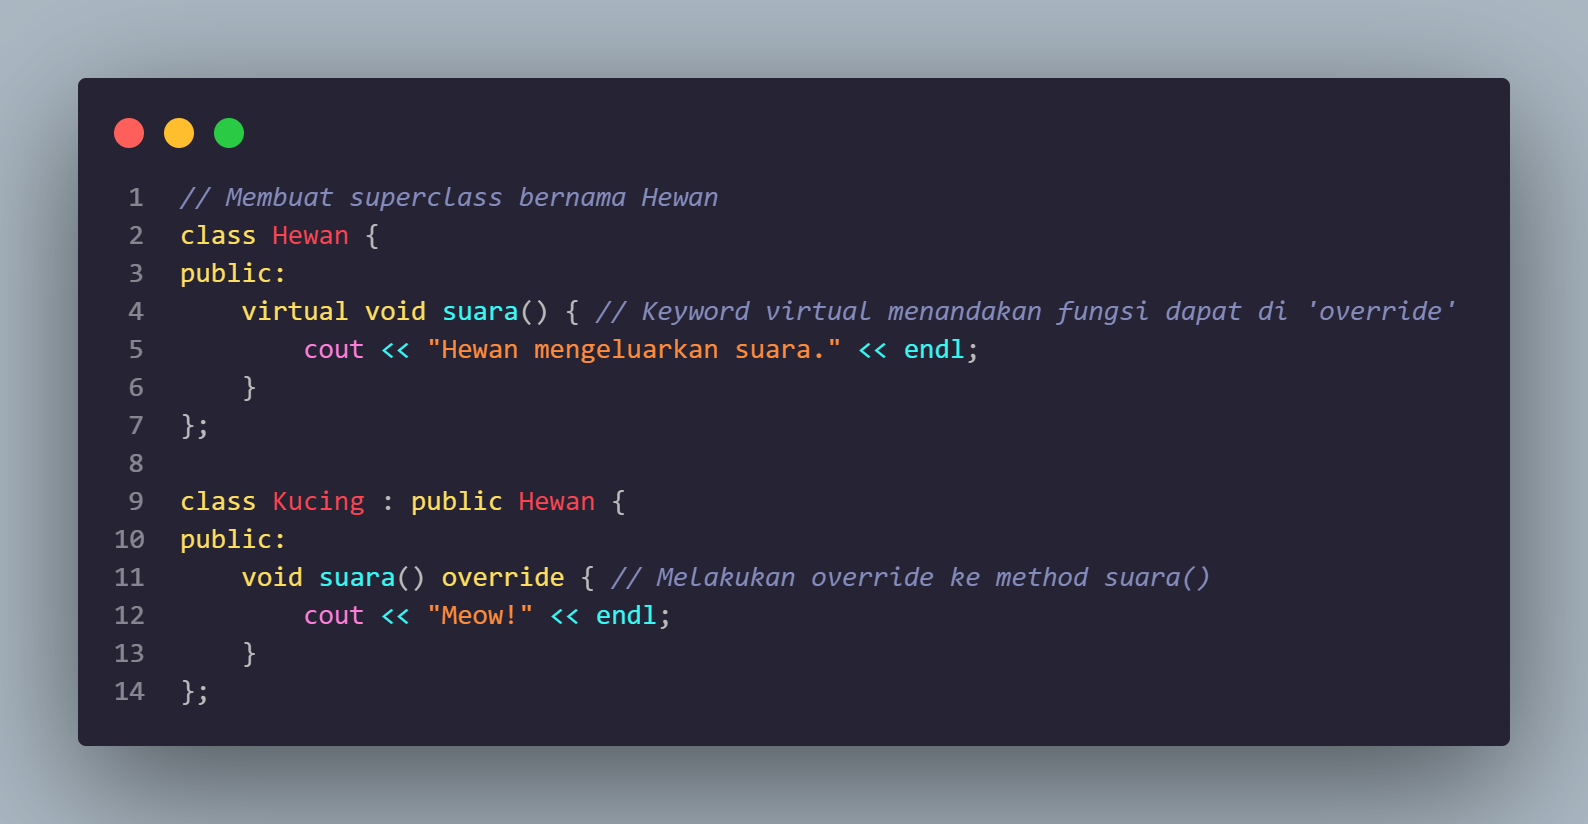 1 // Membuat superclass bernama Hewan
2 class Hewan {
3 public:
4     virtual void suara() { // Keyword virtual menandakan fungsi dapat di 'override'
5         cout << "Hewan mengeluarkan suara." << endl;
6     }
7 };
8
9 class Kucing : public Hewan {
10 public:
11     void suara() override { // Melakukan override ke method suara()
12         cout << "Meow!" << endl;
13     }
14 };